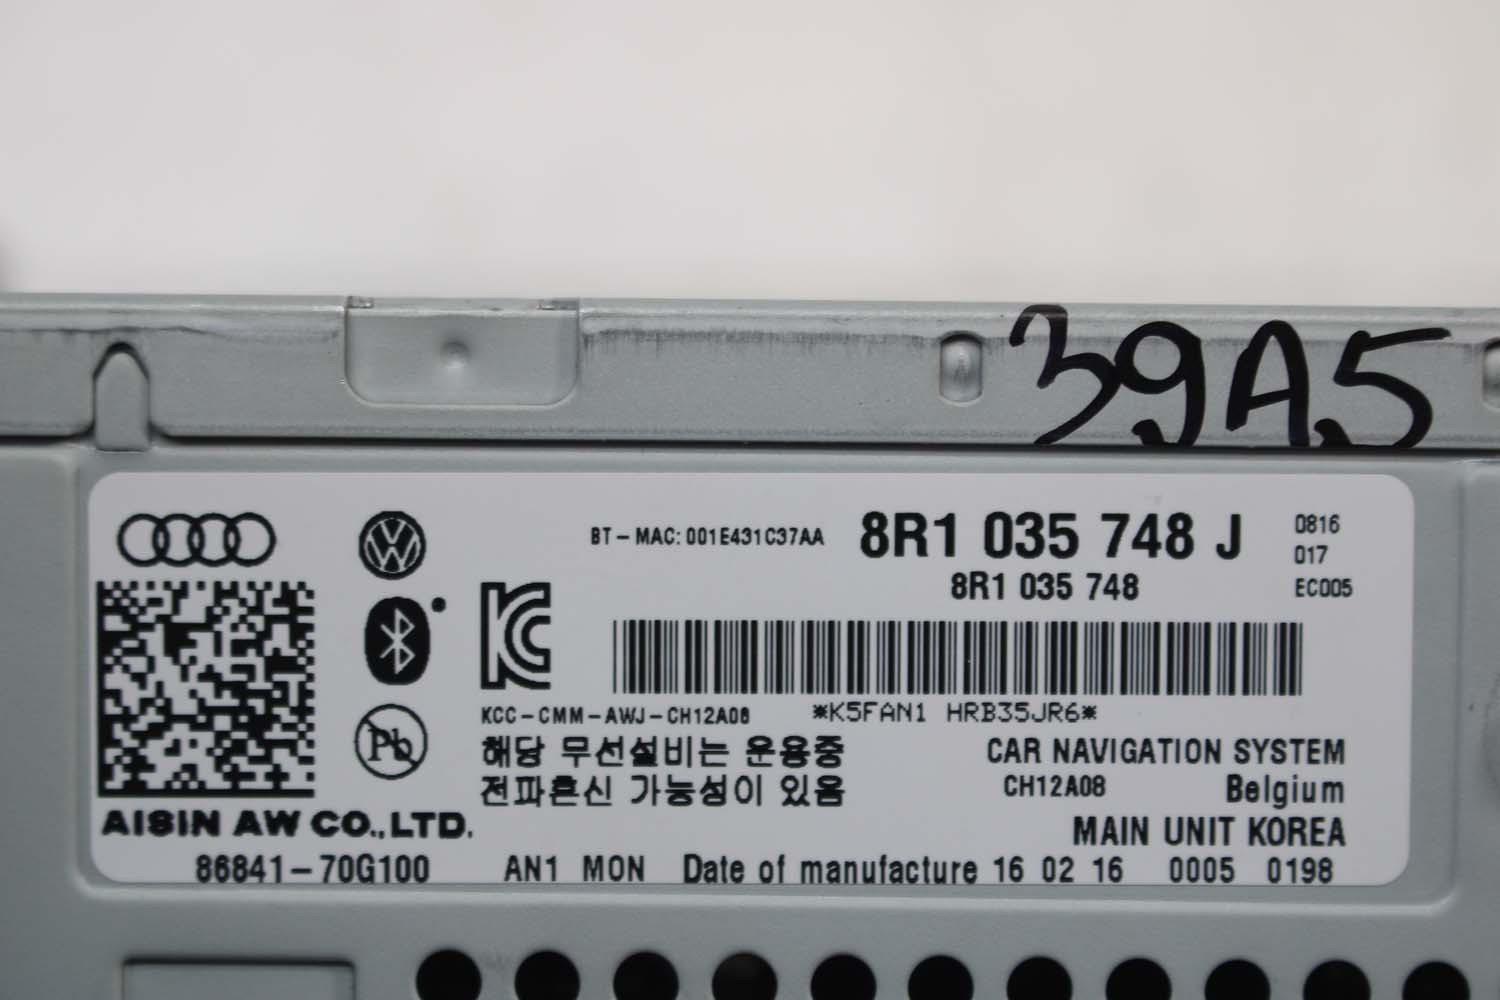 39A5
BT-MAC:001E431C37AA 8R1 035 748 J 0816
8R1 035 748 017
EC005
KCC-CMM-AWJ-CH12A08 *K5FAN1 HRB35JR6*
해당 무선설비는 운용중 CAR NAVIGATION SYSTEM
전파혼신 가능성이 있음 CH12A08 Belgium
AISIN AW CO.,LTD. MAIN UNIT KOREA
86841-70G100 AN1 MON Date of manufacture 16 02 16 0005 0198